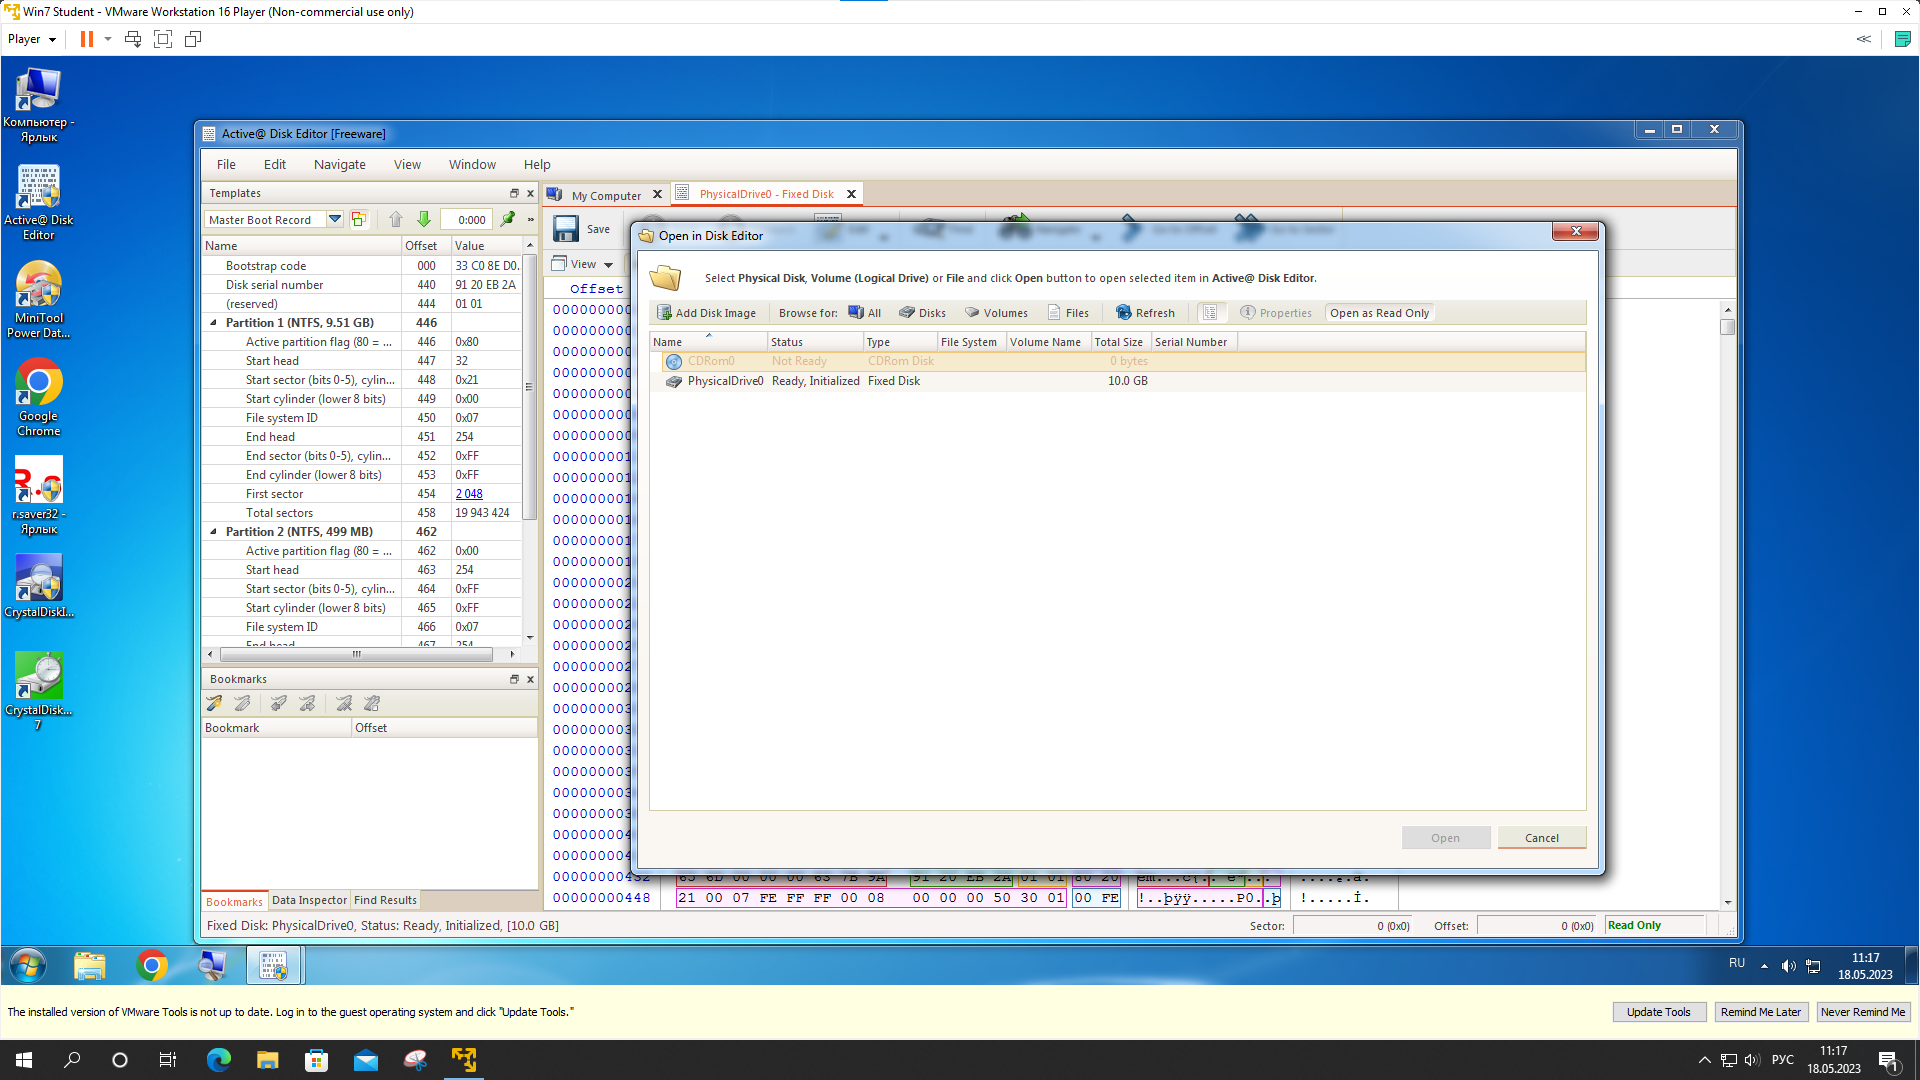 Win7 Student - VMware Workstation 16 Player (Non-commercial use only)
Player
Компьютер - Ярлык
Active@ Disk Editor
MiniTool Power Dat...
Google Chrome
r.saver32 - Ярлык
CrystalDiskI...
CrystalDisk... 7
Active@ Disk Editor [Freeware]
File Edit Navigate View Window Help
Templates
Master Boot Record 0:000 »
Name Offset Value
Bootstrap code 000 33 C0 8E D0.
Disk serial number 440 91 20 EB 2A
(reserved) 444 01 01
Partition 1 (NTFS, 9.51 GB) 446
Active partition flag (80 = ... 446 0x80
Start head 447 32
Start sector (bits 0-5), cylin... 448 0x21
Start cylinder (lower 8 bits) 449 0x00
File system ID 450 0x07
End head 451 254
End sector (bits 0-5), cylin... 452 0xFF
End cylinder (lower 8 bits) 453 0xFF
First sector 454 2 048
Total sectors 458 19 943 424
Partition 2 (NTFS, 499 MB) 462
Active partition flag (80 = ... 462 0x00
Start head 463 254
Start sector (bits 0-5), cylin... 464 0xFF
Start cylinder (lower 8 bits) 465 0xFF
File system ID 466 0x07
End head 467 254
Bookmarks
Bookmark Offset
Bookmarks Data Inspector Find Results
My Computer
PhysicalDrive0 - Fixed Disk
Save
View
Offset
Open in Disk Editor
Select Physical Disk, Volume (Logical Drive) or File and click Open button to open selected item in Active@ Disk Editor.
Add Disk Image Browse for: All Disks Volumes Files Refresh Properties Open as Read Only
Name Status Type File System Volume Name Total Size Serial Number
CDRom0 Not Ready CDRom Disk 0 bytes
PhysicalDrive0 Ready, Initialized Fixed Disk 10.0 GB
Open Cancel
00000000448 21 00 07 FE FF FF 00 08 00 00 00 50 30 01 00 FE !..þÿÿ.....P0..þ !.....İ.
Fixed Disk: PhysicalDrive0, Status: Ready, Initialized, [10.0 GB]
Sector: 0 (0x0) Offset: 0 (0x0) Read Only
RU 11:17
18.05.2023
The installed version of VMware Tools is not up to date. Log in to the guest operating system and click "Update Tools."
Update Tools Remind Me Later Never Remind Me
РУС 11:17
18.05.2023
1